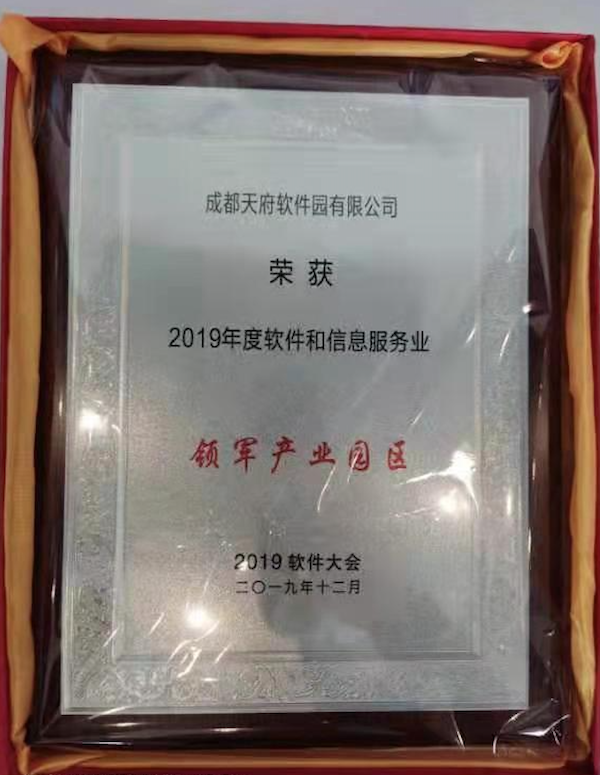 成都天府软件园有限公司
荣获
2019年度软件和信息服务业
领军产业园区
2019 软件大会
二〇一九年十二月